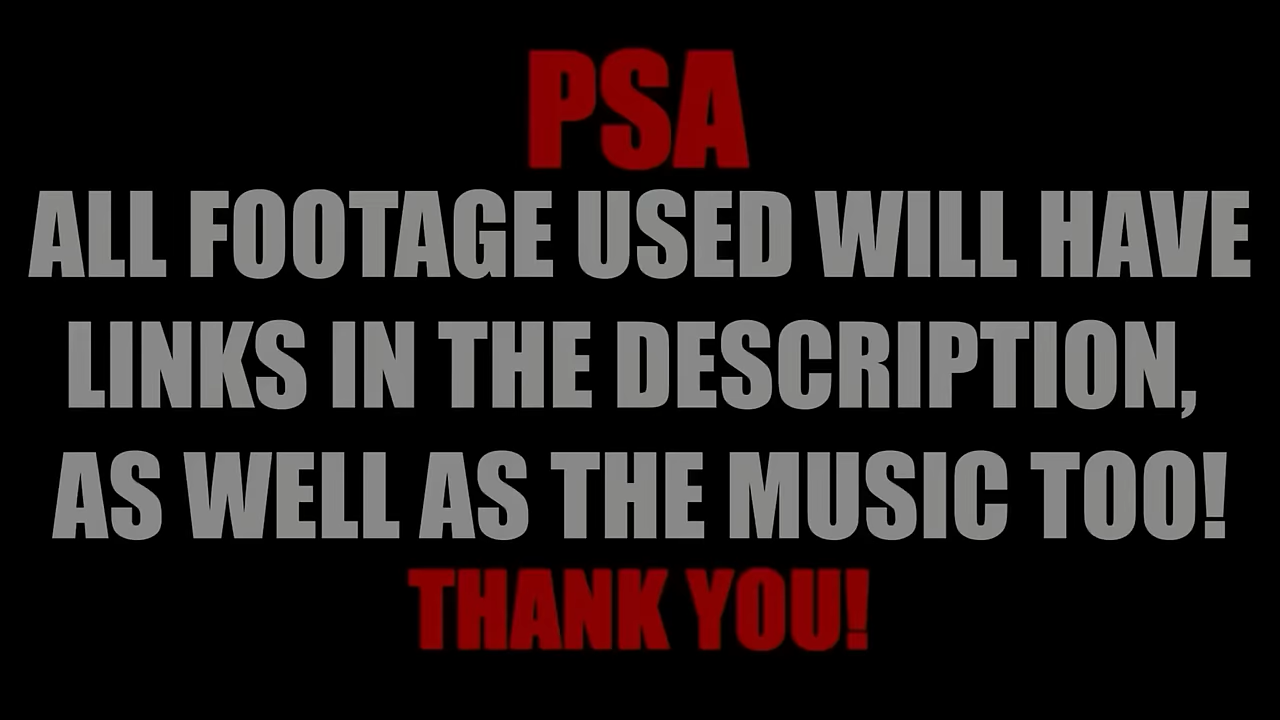 PSA
ALL FOOTAGE USED WILL HAVE
LINKS IN THE DESCRIPTION,
AS WELL AS THE MUSIC TOO!
THANK YOU!